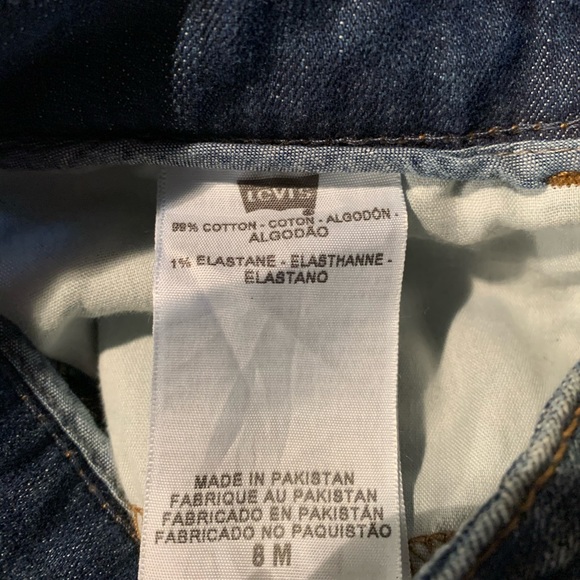 LEVI'S
®
99% COTTON - COTON - ALGODÓN -
ALGODÃO
1% ELASTANE - ELASTHANNE -
ELASTANO
MADE IN PAKISTAN
FABRIQUE AU PAKISTAN
FABRICADO EN PAKISTÁN
FABRICADO NO PAQUISTÃO
8 M